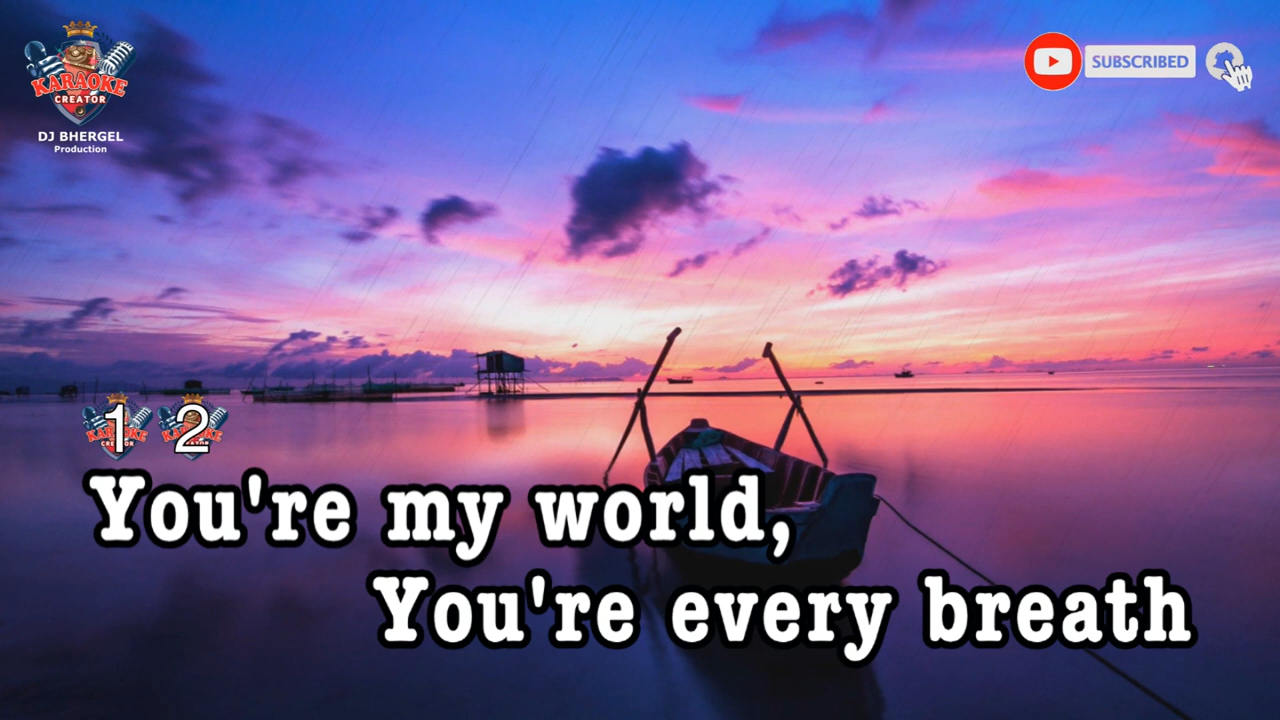 KARAOKE
CREATOR
DJ BHERGEL
Production
SUBSCRIBED
1 2
You're my world,
You're every breath